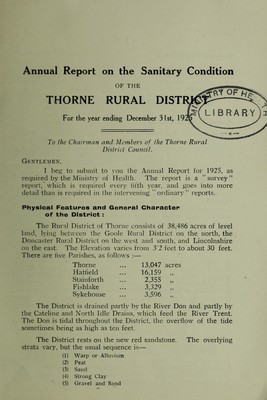 Annual Report on the Sanitary Condition
OF THE
THORNE RURAL DISTRICT
For the year ending December 31st, 1925
MINISTRY OF HE
LIBRARY
To the Chairman and Members of the Thorne Rural
District Council.
GENTLEMEN,
I beg to submit to you the Annual Report for 1925, as
required by the Ministry of Health. The report is a "survey"
report, which is required every fifth year, and goes into more
detail than is required in the intervening "ordinary" reports.
Physical Features and General Character
of the District:
The Rural District of Thorne consists of 38,486 acres of level
land, lying between the Goole Rural District on the north, the
Doncaster Rural District on the west and south, and Lincolnshire
on the east. The Elevation varies from 3'2 feet to about 30 feet.
There are five Parishes, as follows :—
Thorne ... 13,047 acres
Hatfield ... 16,159 ,,
Stainforth ... 2,355 ,,
Fishlake ... 3,329 ,,
Sykehouse ... 3,596 ,,
The District is drained partly by the River Don and partly by
the Cateline and North Idle Drains, which feed the River Trent.
The Don is tidal throughout the District, the overflow of the tide
sometimes being as high as ten feet.
The District rests on the new red sandstone. The overlying
strata vary, but the usual sequence is :—
(1) Warp or Alluvium
(2) Peat
(3) Sand
(4) Strong Clay
(5) Gravel and Sand